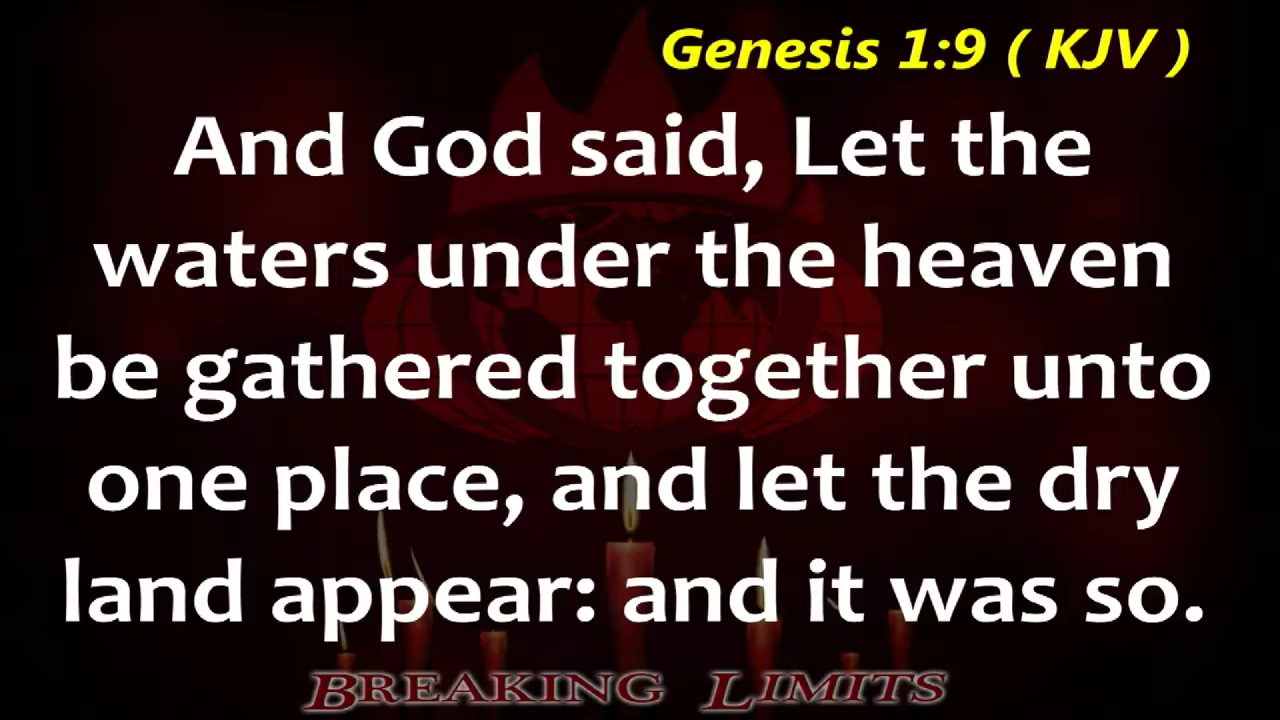 Genesis 1:9 ( KJV )
And God said, Let the
waters under the heaven
be gathered together unto
one place, and let the dry
land appear: and it was so.
BREAKING LIMITS